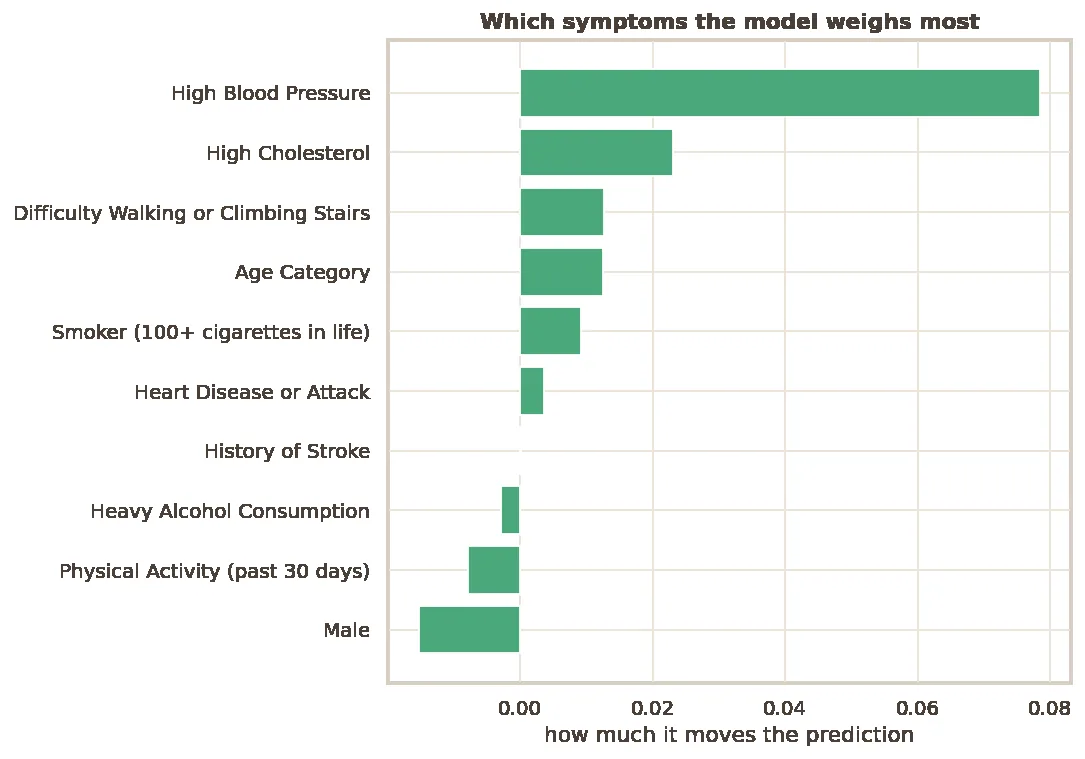 Which symptoms the model weighs most
High Blood Pressure
High Cholesterol
Difficulty Walking or Climbing Stairs
Age Category
Smoker (100+ cigarettes in life)
Heart Disease or Attack
History of Stroke
Heavy Alcohol Consumption
Physical Activity (past 30 days)
Male
0.00 0.02 0.04 0.06 0.08
how much it moves the prediction